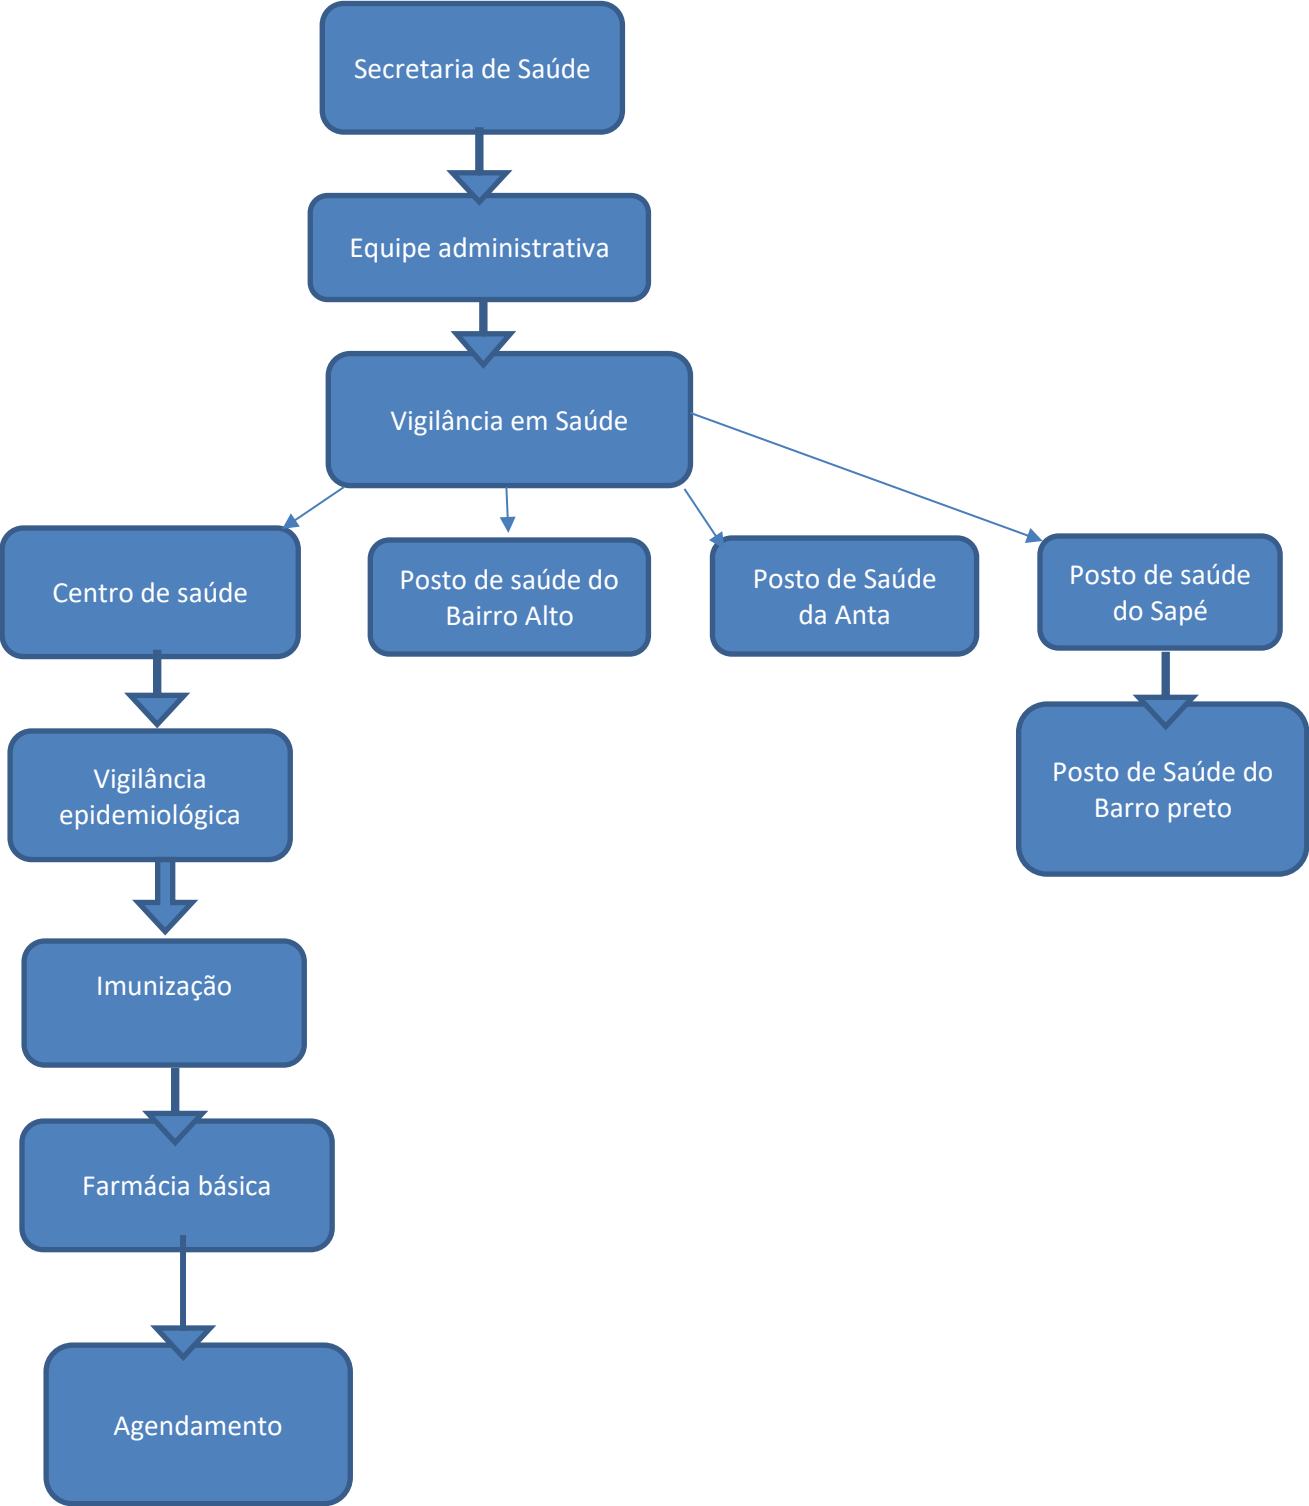 Secretaria de Saúde
Equipe administrativa
Vigilância em Saúde
Centro de saúde
Posto de saúde do
Bairro Alto
Posto de Saúde
da Anta
Posto de saúde
do Sapé
Vigilância
epidemiológica
Posto de Saúde do
Barro preto
Imunização
Farmácia básica
Agendamento